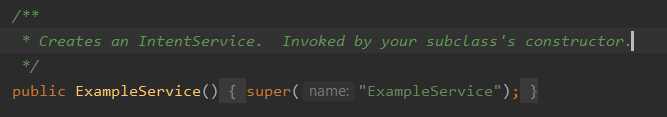 /**
* Creates an IntentService.  Invoked by your subclass's constructor.
*/
public ExampleService() { super( name: "ExampleService"); }